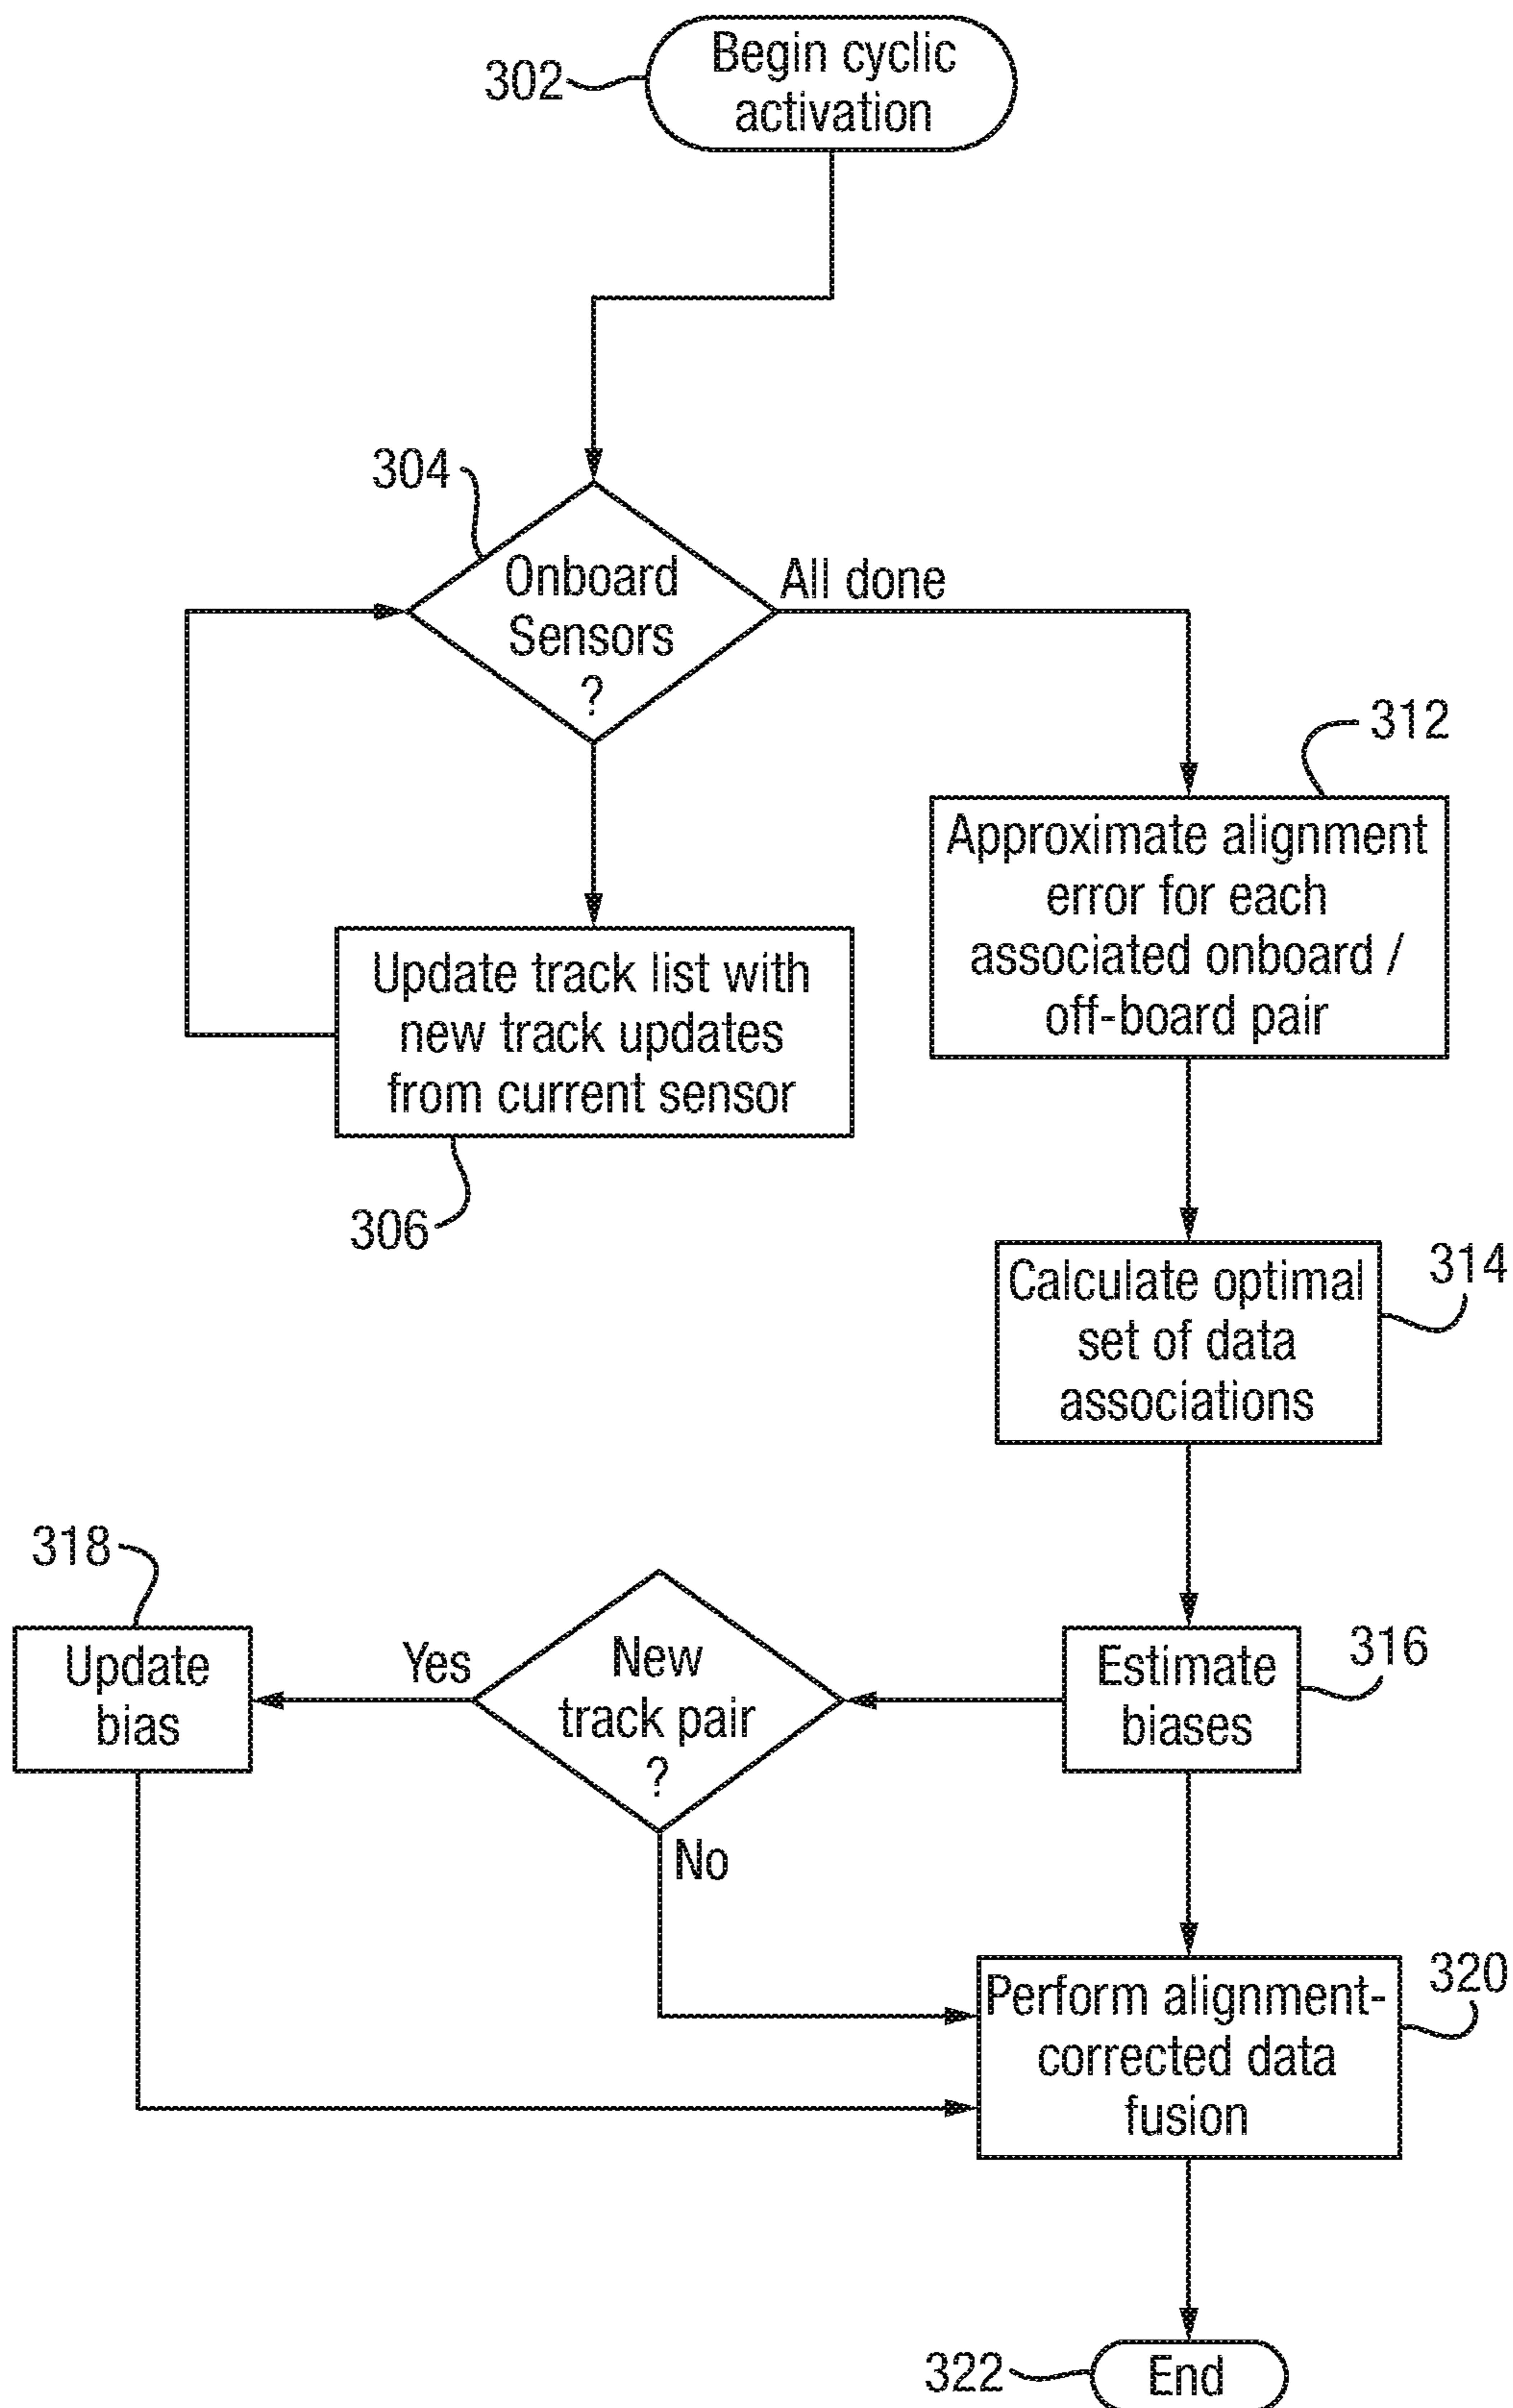 302
Begin cyclic
activation
304
Onboard
Sensors
?
All done
312
Approximate alignment
error for each
associated onboard /
off-board pair
Update track list with
new track updates
from current sensor
306
314
Calculate optimal
set of data
associations
318
Update
bias
Yes
New
track pair
?
No
316
Estimate
biases
320
Perform alignment-
corrected data
fusion
322
End